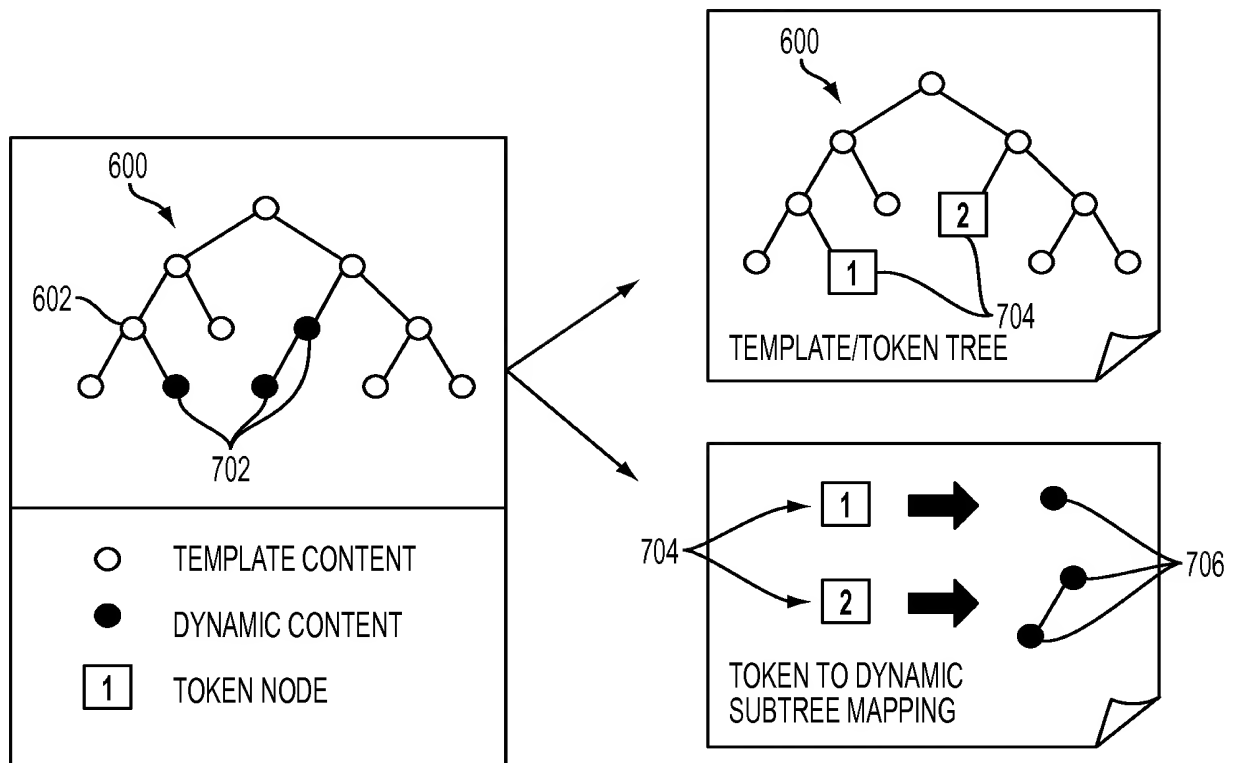 600
602
702
TEMPLATE CONTENT
DYNAMIC CONTENT
1 TOKEN NODE
600
2
1
704
TEMPLATE/TOKEN TREE
1
704
706
2
TOKEN TO DYNAMIC
SUBTREE MAPPING